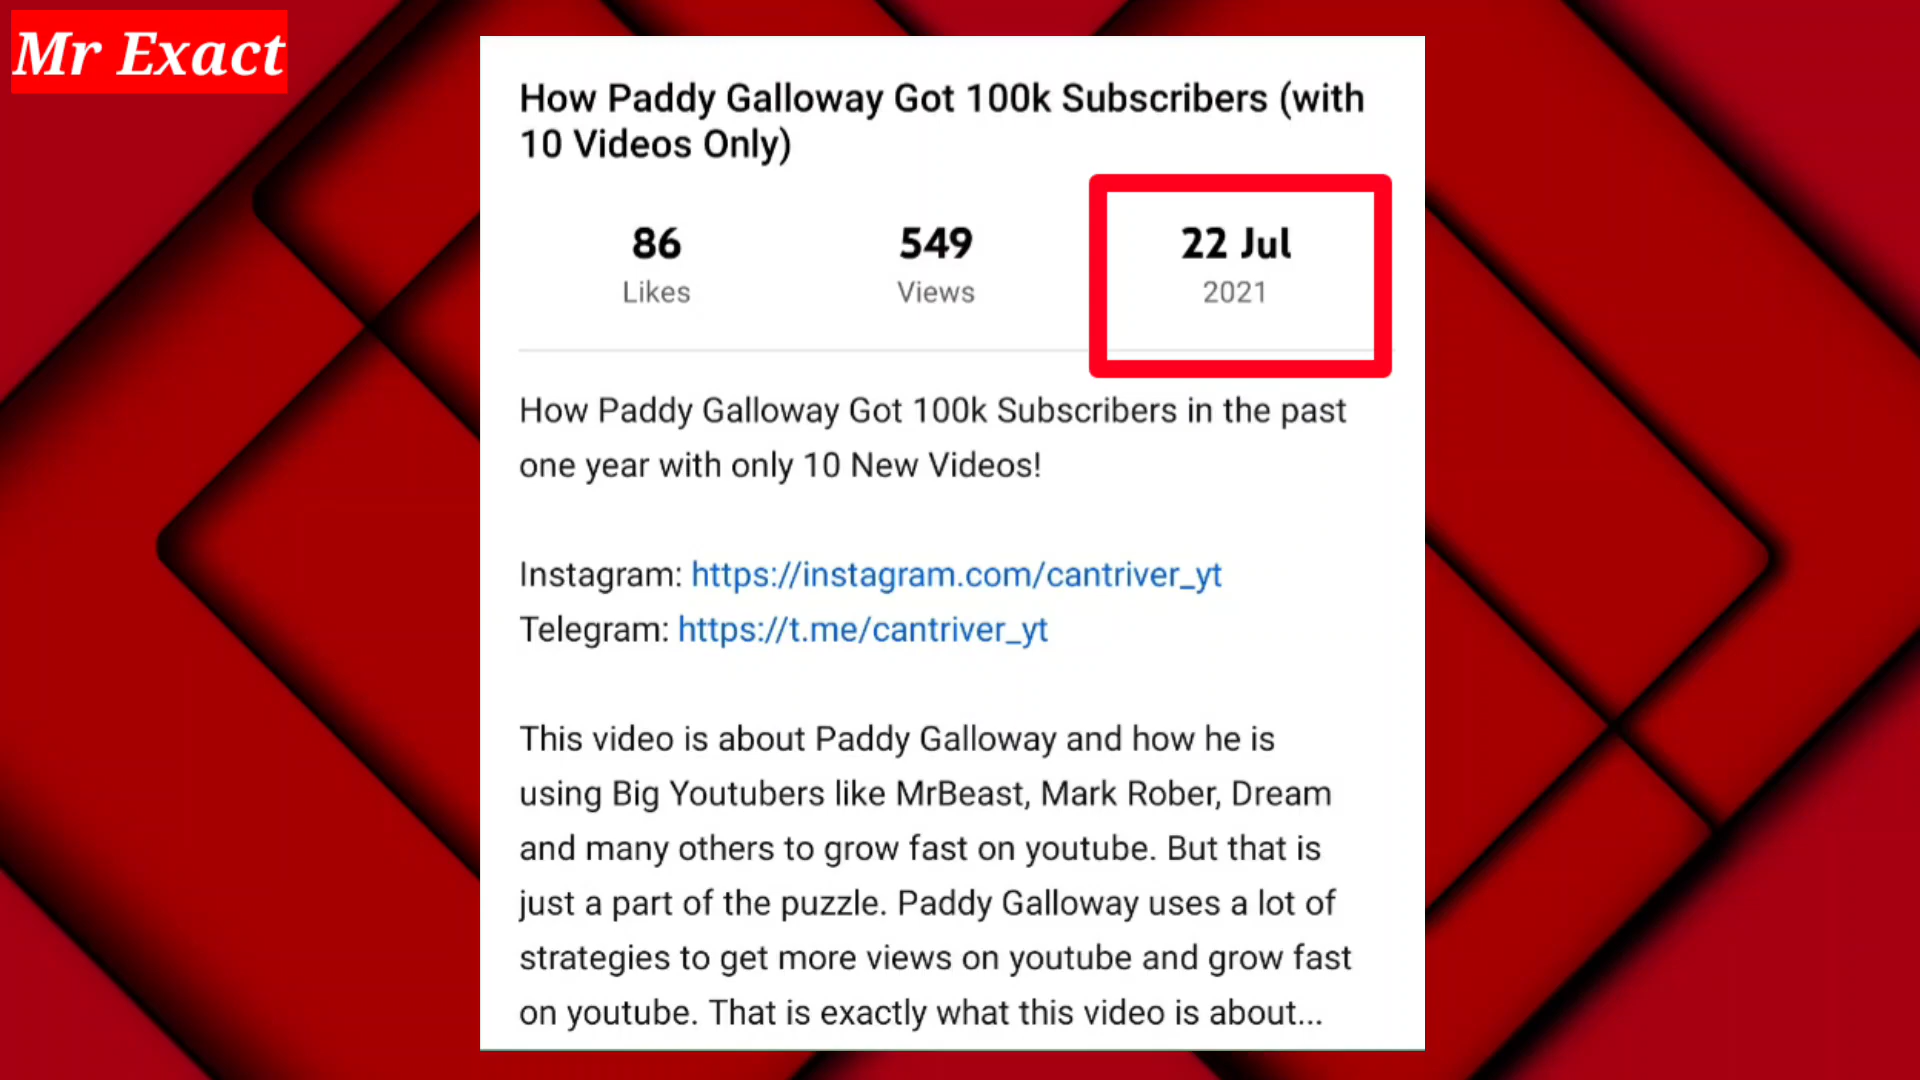 Mr Exact
How Paddy Galloway Got 100k Subscribers (with
10 Videos Only)
86 549 22 Jul
Likes Views 2021
How Paddy Galloway Got 100k Subscribers in the past
one year with only 10 New Videos!
Instagram: https://instagram.com/cantriver_yt
Telegram: https://t.me/cantriver_yt
This video is about Paddy Galloway and how he is
using Big Youtubers like MrBeast, Mark Rober, Dream
and many others to grow fast on youtube. But that is
just a part of the puzzle. Paddy Galloway uses a lot of
strategies to get more views on youtube and grow fast
on youtube. That is exactly what this video is about...